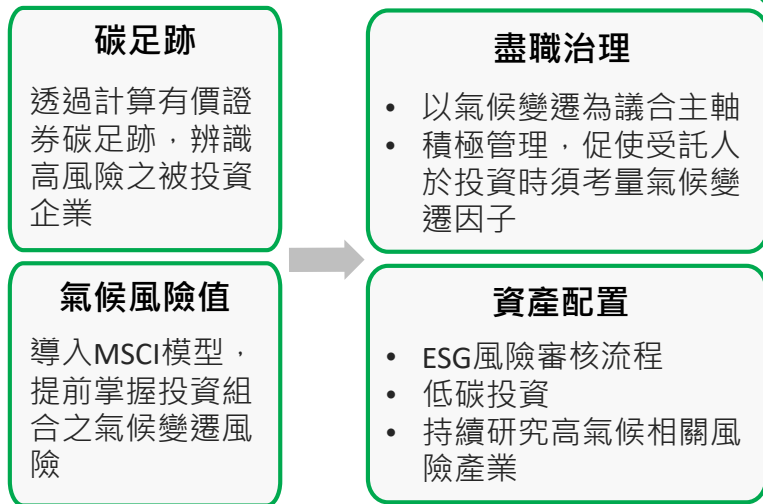 碳足跡
透過計算有價證
券碳足跡，辨識
高風險之被投資
企業
氣候風險值
導入MSCI模型，
提前掌握投資組
合之氣候變遷風
險
盡職治理
• 以氣候變遷為議合主軸
• 積極管理，促使受託人
於投資時須考量氣候變
遷因子
資產配置
• ESG風險審核流程
• 低碳投資
• 持續研究高氣候相關風
險產業